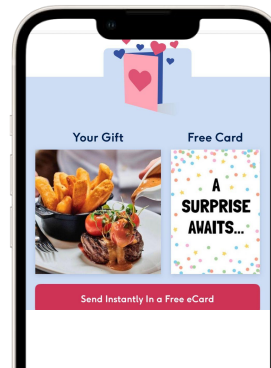 Your Gift
Free Card
A
SURPRISE
AWAITS...
Send Instantly In a Free eCard